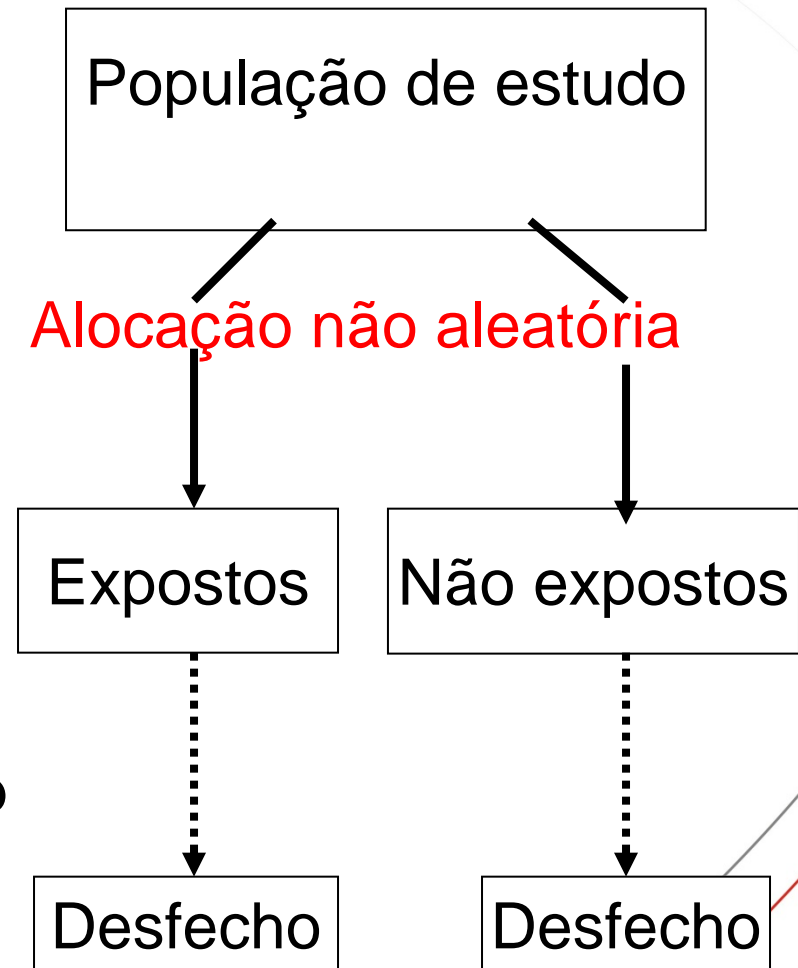 População de estudo
Alocação não aleatória
Expostos
Não expostos
o
Desfecho
Desfecho